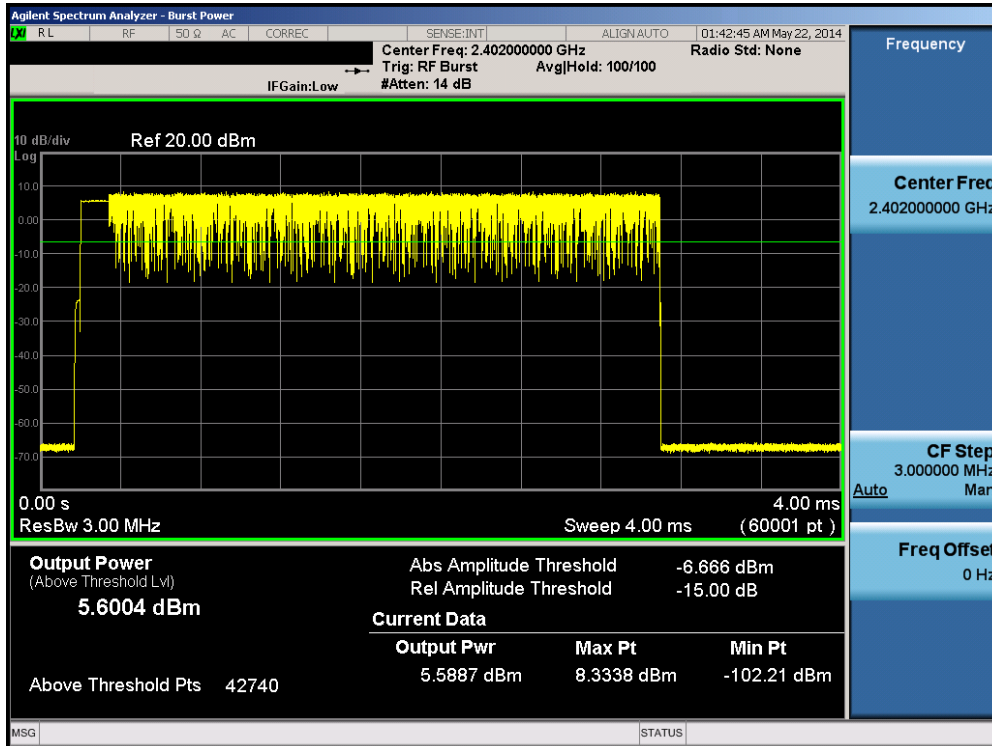 Agilent Spectrum Analyzer - Burst Power
LXI RL RF 50 Ω AC CORREC SENSE:INT ALIGN AUTO 01:42:45 AM May 22, 2014
Center Freq: 2.402000000 GHz Radio Std: None
Trig: RF Burst Avg|Hold: 100/100
IFGain:Low #Atten: 14 dB
10 dB/div Ref 20.00 dBm
Log
10.0
0.00
-10.0
-20.0
-30.0
-40.0
-50.0
-60.0
-70.0
0.00 s 4.00 ms
ResBw 3.00 MHz Sweep 4.00 ms (60001 pt )
Output Power
(Above Threshold Lvl)
5.6004 dBm
Above Threshold Pts 42740
Abs Amplitude Threshold -6.666 dBm
Rel Amplitude Threshold -15.00 dB
Current Data
Output Pwr Max Pt Min Pt
5.5887 dBm 8.3338 dBm -102.21 dBm
MSG STATUS
Frequency
Center Freq
2.402000000 GHz
CF Step
3.000000 MHz
Auto Man
Freq Offset
0 Hz